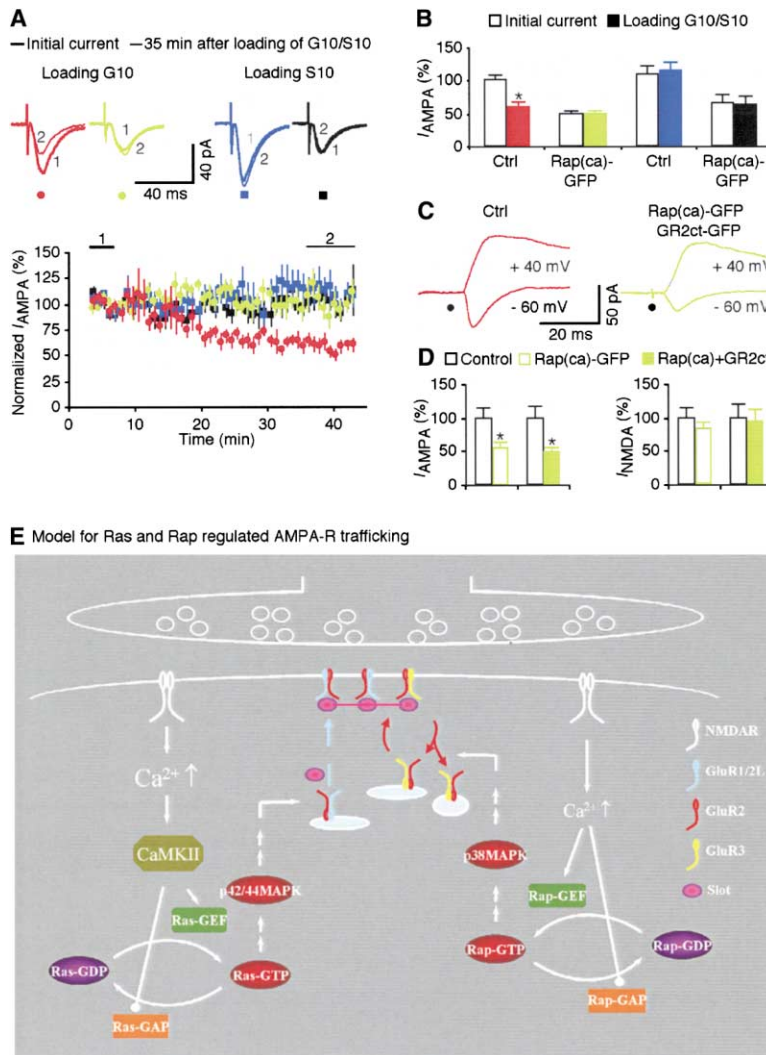 A
Initial current 35 min after loading of G10/S10
Loading G10 Loading S10
2 1 1 2 1 2 2 1
40 ms
40 pA
1 2
Normalized IAMPA (%)
150
125
100
75
50
25
0
0 10 20 30 40
Time (min)
B
Initial current Loading G10/S10
IAMPA (%)
150
100
50
0
*
Ctrl Rap(ca)-GFP Ctrl Rap(ca)-GFP
C
Ctrl Rap(ca)-GFP
GR2ct-GFP
+ 40 mV + 40 mV
- 60 mV - 60 mV
20 ms
50 pA
D
Control Rap(ca)-GFP Rap(ca)+GR2ct
IAMPA (%)
150
100
50
0
* *
INMDA (%)
150
100
50
0
E Model for Ras and Rap regulated AMPA-R trafficking
NMDAR
Ca2+ ↑ GluR1/2L
Ca2+ ↑ GluR2
CaMKII p38MAPK GluR3
p42/44MAPK Rap-GEF Slot
Ras-GEF
Ras-GDP Ras-GTP Rap-GTP Rap-GDP
Ras-GAP Rap-GAP